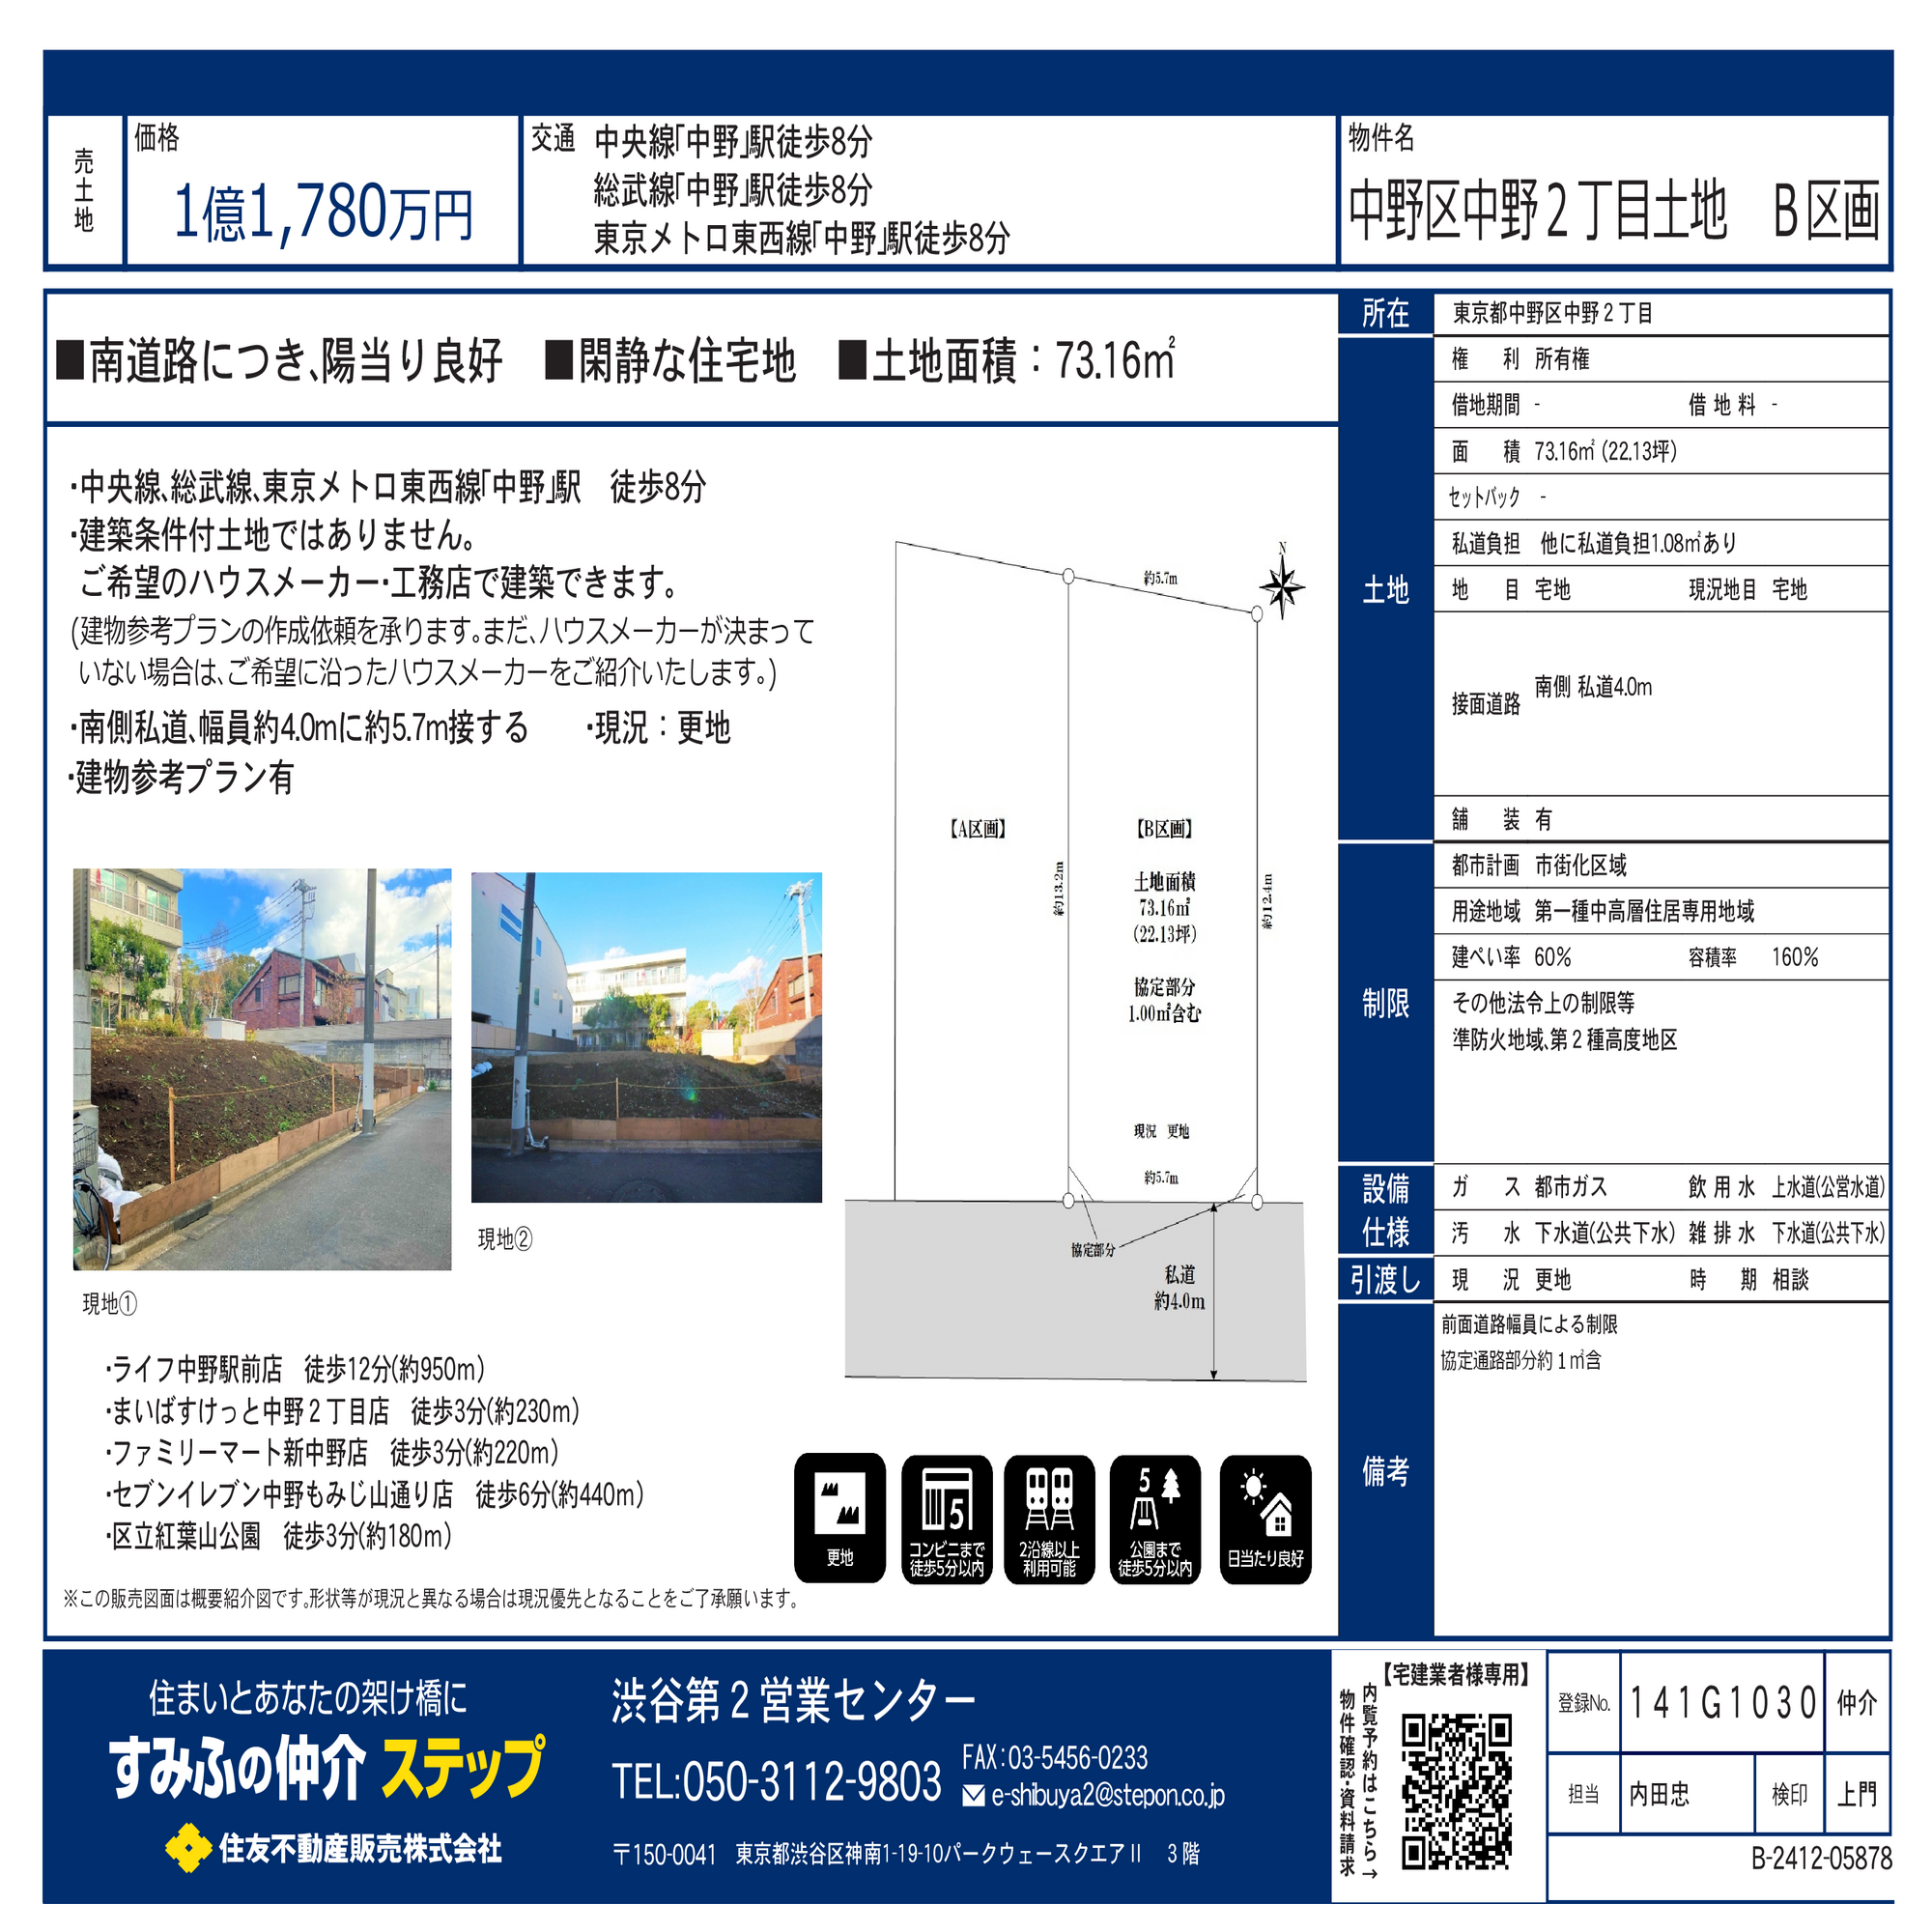 売土地
価格
1億1,780万円
交通
中央線「中野」駅徒歩8分
総武線「中野」駅徒歩8分
東京メトロ東西線「中野」駅徒歩8分
物件名
中野区中野2丁目土地　B区画
■南道路につき、陽当り良好　■閑静な住宅地　■土地面積：73.16㎡
・中央線、総武線、東京メトロ東西線「中野」駅　徒歩8分
・建築条件付土地ではありません。
ご希望のハウスメーカー・工務店で建築できます。
(建物参考プランの作成依頼を承ります。まだ、ハウスメーカーが決まって
いない場合は、ご希望に沿ったハウスメーカーをご紹介いたします。)
・南側私道、幅員約4.0mに約5.7m接する　・現況：更地
・建物参考プラン有
現地①
現地②
N
約5.7m
【A区画】
約13.2m
【B区画】
土地面積
73.16㎡
(22.13坪)
協定部分
1.00㎡含む
約12.4m
現況　更地
約5.7m
協定部分
私道
約4.0m
・ライフ中野駅前店　徒歩12分(約950m)
・まいばすけっと中野2丁目店　徒歩3分(約230m)
・ファミリーマート新中野店　徒歩3分(約220m)
・セブンイレブン中野もみじ山通り店　徒歩6分(約440m)
・区立紅葉山公園　徒歩3分(約180m)
更地
5
コンビニまで
徒歩5分以内
2沿線以上
利用可能
5
公園まで
徒歩5分以内
日当たり良好
※この販売図面は概要紹介図です。形状等が現況と異なる場合は現況優先となることをご了承願います。
所在　東京都中野区中野2丁目
土地
権利　所有権
借地期間　-　借地料　-
面積　73.16㎡ (22.13坪)
セットバック　-
私道負担　他に私道負担1.08㎡あり
地目　宅地　現況地目　宅地
接面道路　南側 私道4.0m
舗装　有
制限
都市計画　市街化区域
用途地域　第一種中高層住居専用地域
建ぺい率　60%　容積率　160%
その他法令上の制限等
準防火地域、第2種高度地区
設備仕様
ガス　都市ガス　飲用水　上水道(公営水道)
汚水　下水道(公共下水)　雑排水　下水道(公共下水)
引渡し　現況　更地　時期　相談
備考
前面道路幅員による制限
協定通路部分約1㎡含
住まいとあなたの架け橋に
すみふの仲介 ステップ
住友不動産販売株式会社
渋谷第2営業センター
TEL:050-3112-9803
FAX:03-5456-0233
e-shibuya2@stepon.co.jp
〒150-0041　東京都渋谷区神南1-19-10パークウェースクエアⅡ　3階
【宅建業者様専用】
内覧予約はこちら→
物件確認・資料請求
登録No.　141G1030　仲介
担当　内田忠　検印　上門
B-2412-05878